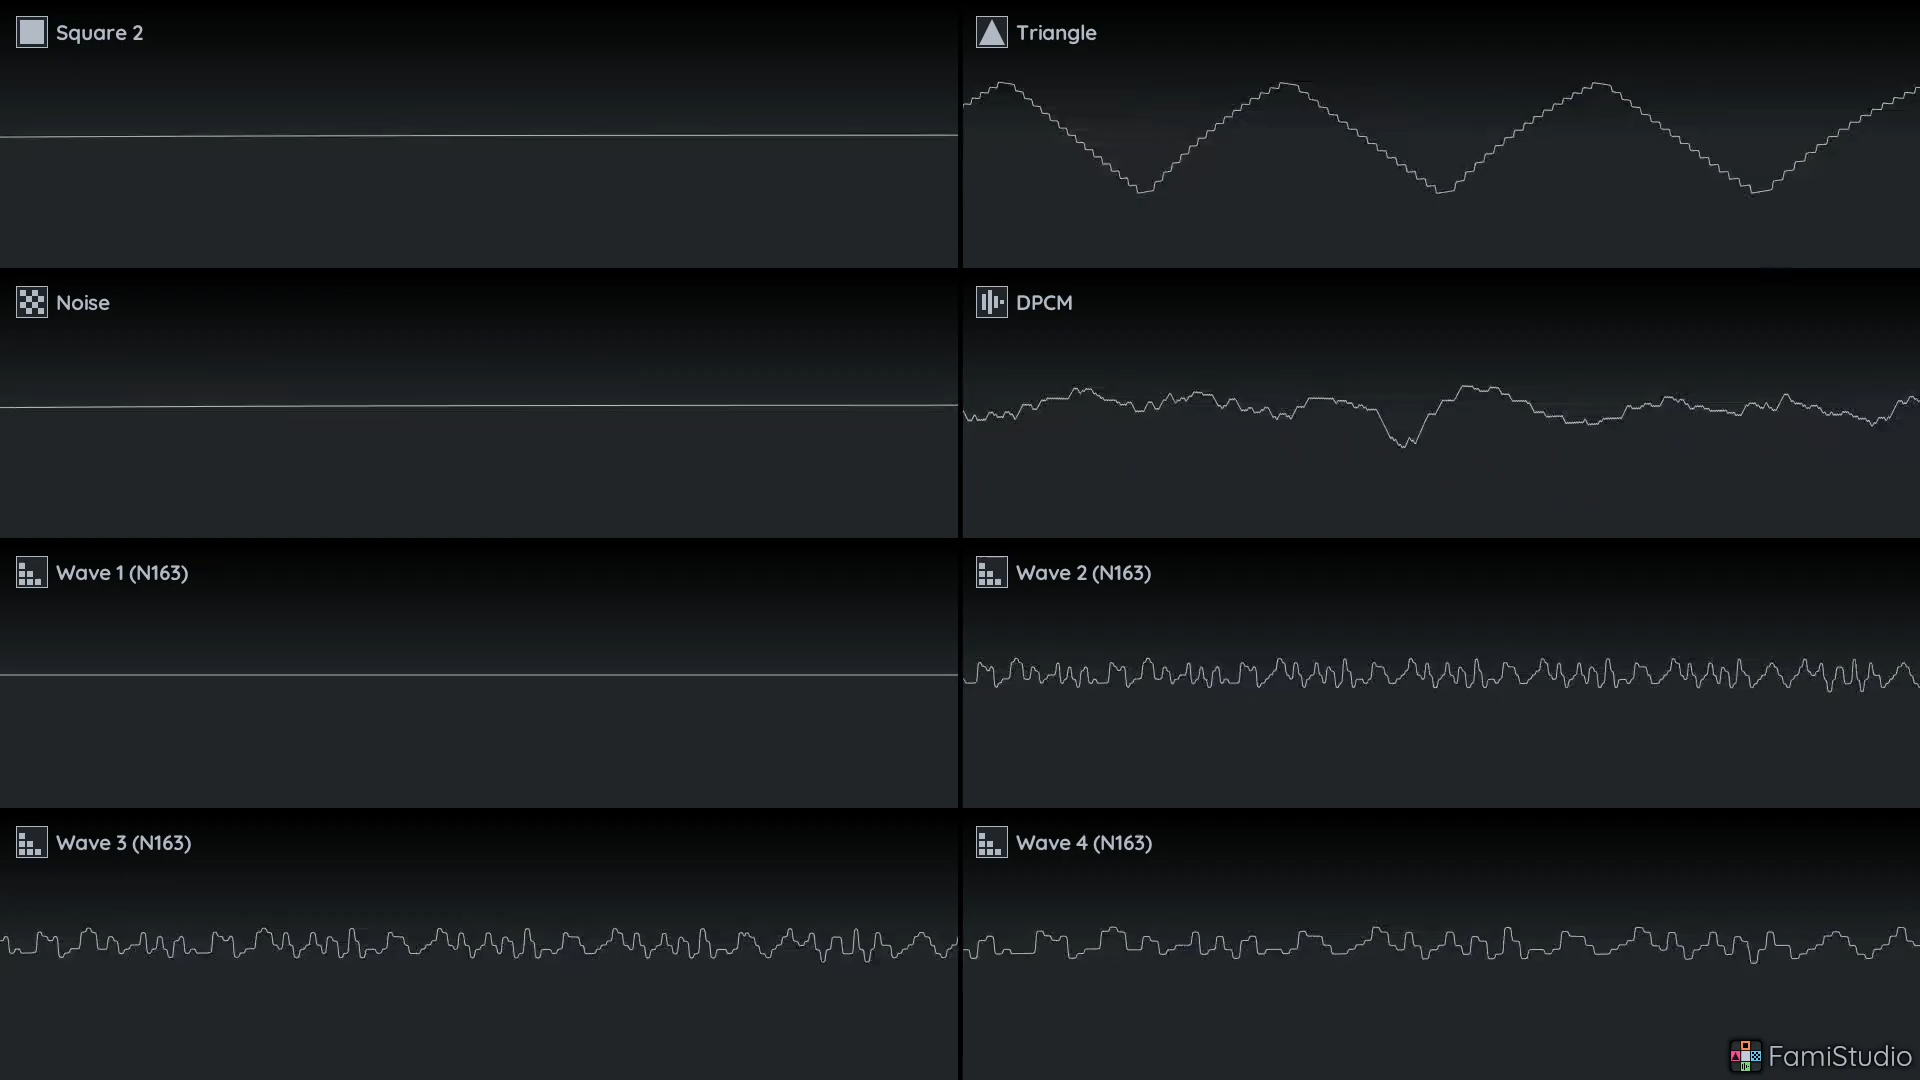 Square 2
Triangle
Noise
DPCM
Wave 1 (N163)
Wave 2 (N163)
Wave 3 (N163)
Wave 4 (N163)
FamiStudio